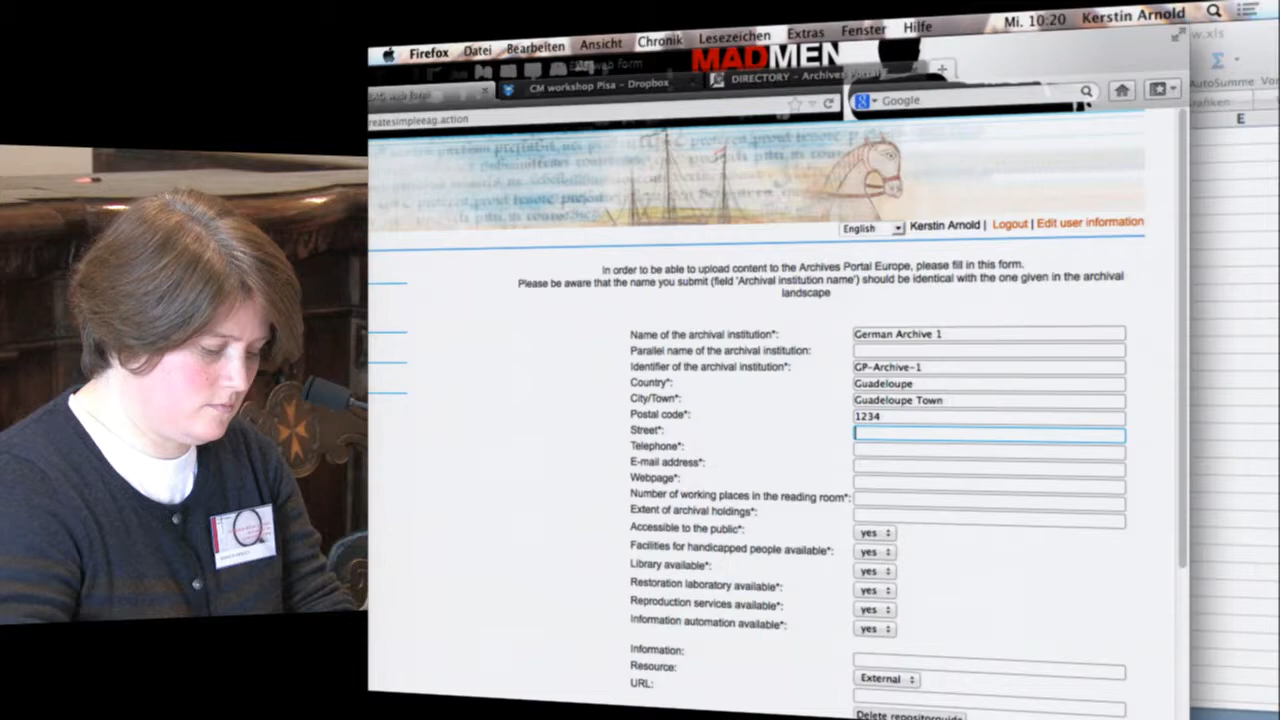 Firefox Datei Bearbeiten Ansicht Chronik Lesezeichen Extras Fenster Hilfe Mi. 10:20 Kerstin Arnold
MADMEN
w.xls
web form
CM workshop Pisa - Dropbox
DIRECTORY - Archives Portal
AutoSumme
Google
reatesimpleeag.action
E
English Kerstin Arnold | Logout | Edit user information
In order to be able to upload content to the Archives Portal Europe, please fill in this form.
Please be aware that the name you submit (field 'Archival institution name') should be identical with the one given in the archival
landscape
Name of the archival institution*: German Archive 1
Parallel name of the archival institution:
Identifier of the archival institution*: GP-Archive-1
Country*: Guadeloupe
City/Town*: Guadeloupe Town
Postal code*: 1234
Street*:
Telephone*:
E-mail address*:
Webpage*:
Number of working places in the reading room*:
Extent of archival holdings*:
Accessible to the public*: yes
Facilities for handicapped people available*: yes
Library available*: yes
Restoration laboratory available*: yes
Reproduction services available*: yes
Information automation available*: yes
Information:
Resource: External
URL:
Delete repositoryguide